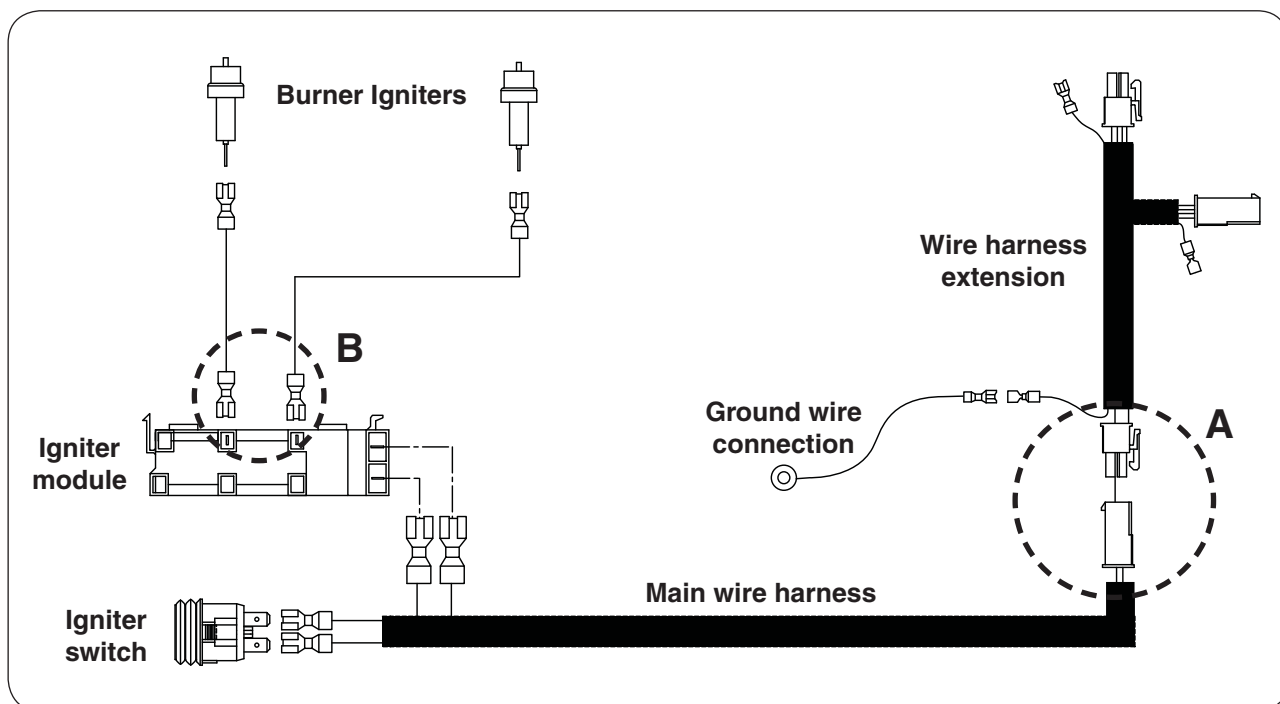 Burner Igniters
Wire harness
extension
B
Ground wire
connection
A
Igniter
module
Main wire harness
Igniter
switch